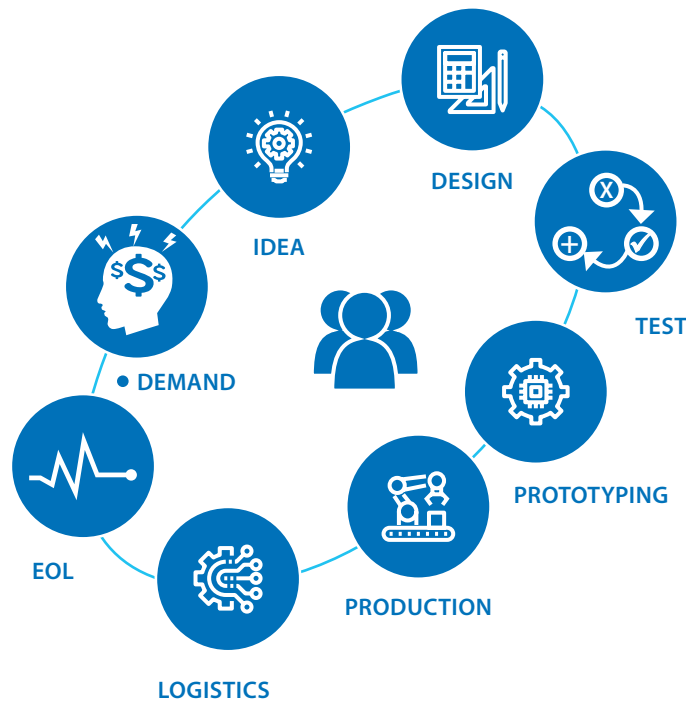 DESIGN
IDEA
$ $ $
TEST
X
+
• DEMAND
PROTOTYPING
EOL
PRODUCTION
LOGISTICS